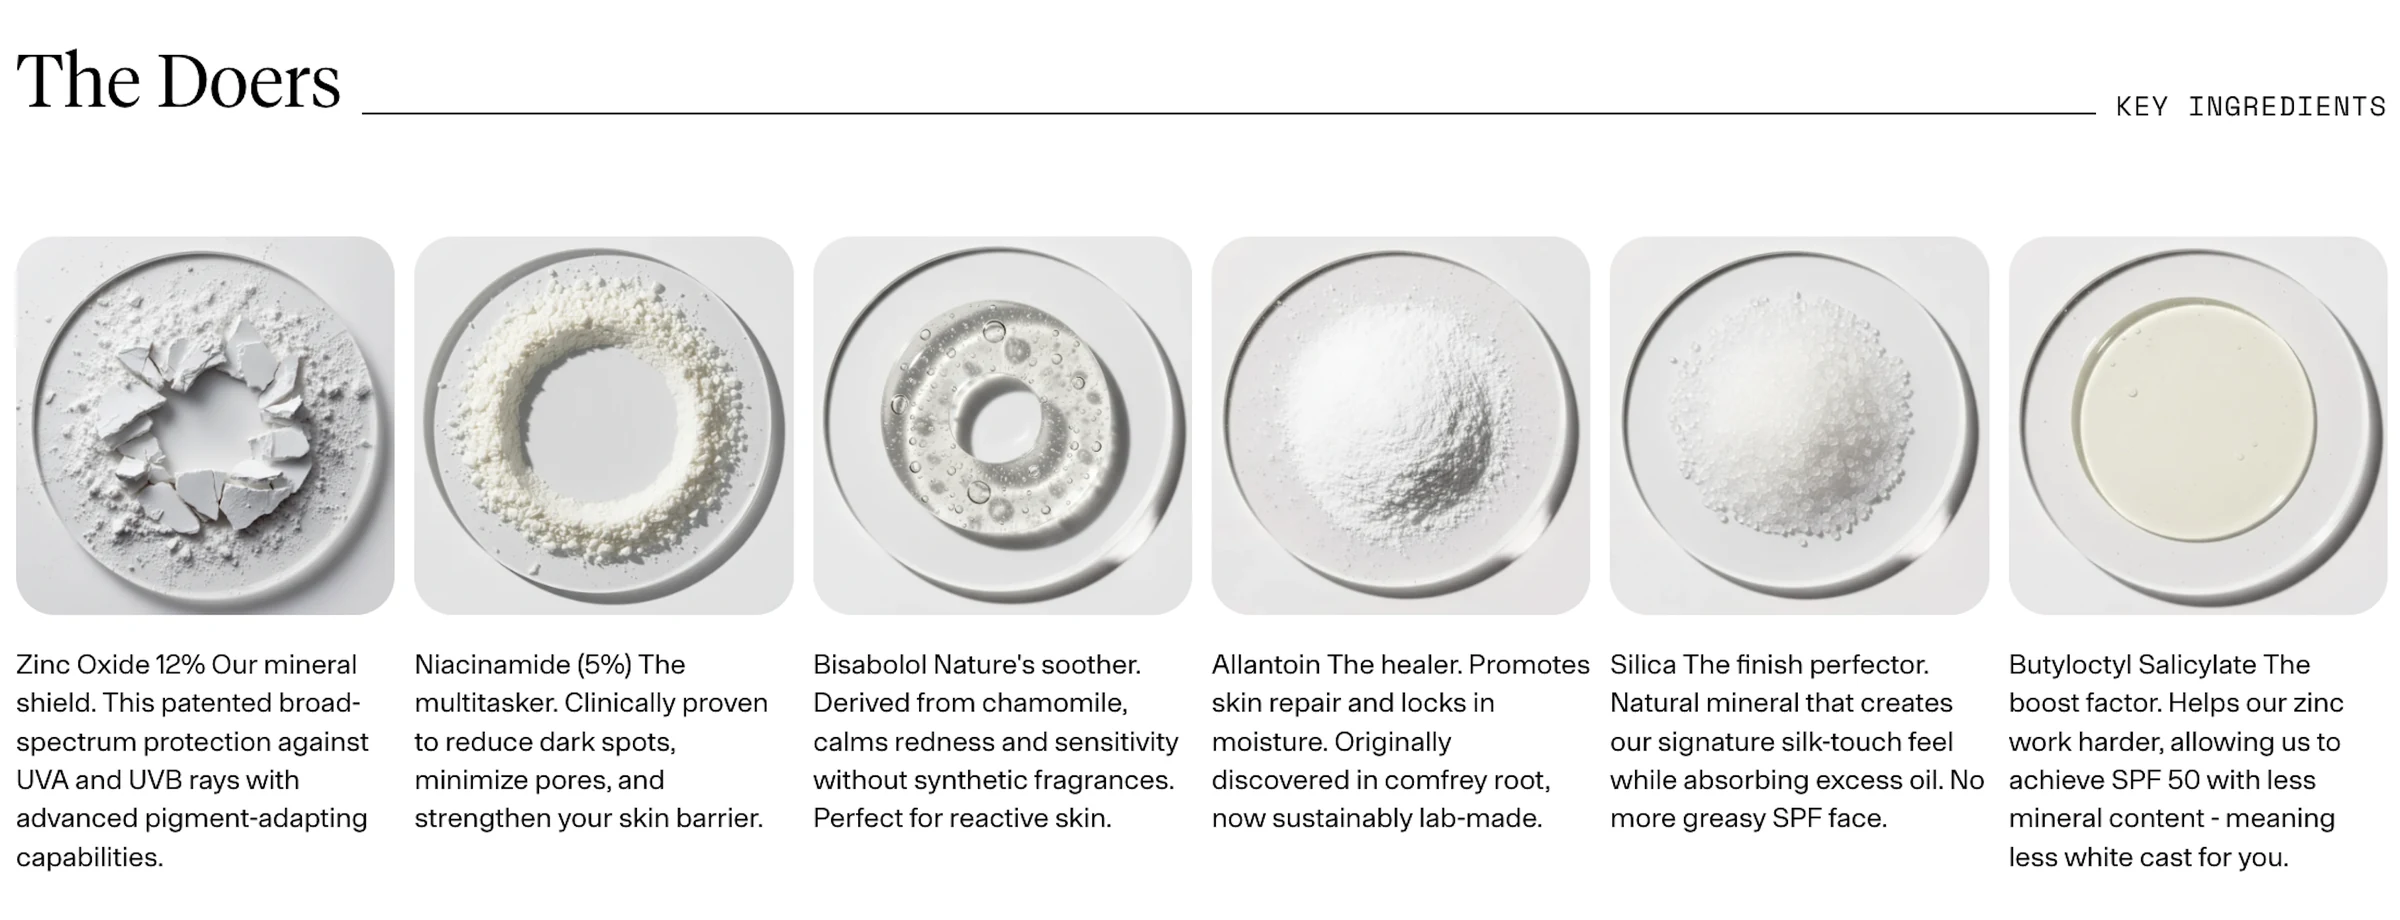 The Doers
KEY INGREDIENTS
Zinc Oxide 12% Our mineral
shield. This patented broad-
spectrum protection against
UVA and UVB rays with
advanced pigment-adapting
capabilities.
Niacinamide (5%) The
multitasker. Clinically proven
to reduce dark spots,
minimize pores, and
strengthen your skin barrier.
Bisabolol Nature's soother.
Derived from chamomile,
calms redness and sensitivity
without synthetic fragrances.
Perfect for reactive skin.
Allantoin The healer. Promotes
skin repair and locks in
moisture. Originally
discovered in comfrey root,
now sustainably lab-made.
Silica The finish perfector.
Natural mineral that creates
our signature silk-touch feel
while absorbing excess oil. No
more greasy SPF face.
Butyloctyl Salicylate The
boost factor. Helps our zinc
work harder, allowing us to
achieve SPF 50 with less
mineral content - meaning
less white cast for you.